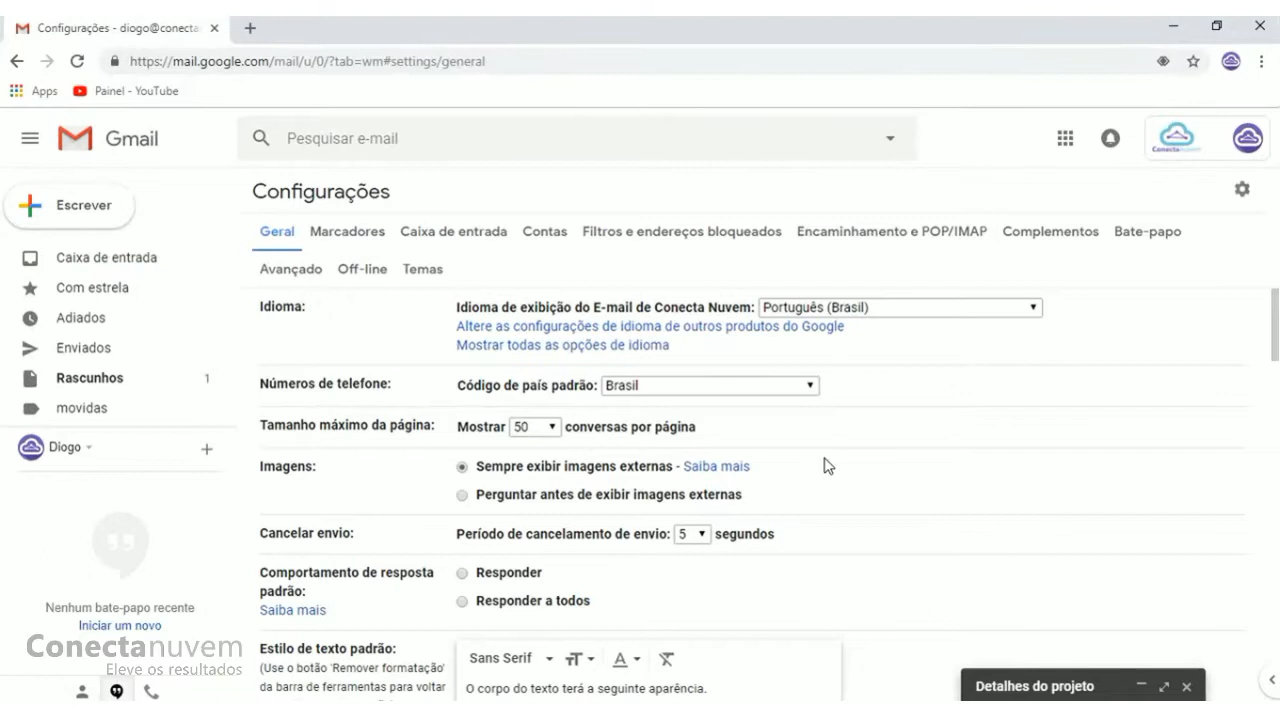 Configurações - diogo@conecta
https://mail.google.com/mail/u/0/?tab=wm#settings/general
Apps Painel - YouTube
Gmail
Pesquisar e-mail
Conectanuvem
Configurações
Escrever
Geral Marcadores Caixa de entrada Contas Filtros e endereços bloqueados Encaminhamento e POP/IMAP Complementos Bate-papo
Avançado Off-line Temas
Caixa de entrada
Com estrela
Adiados
Enviados
Rascunhos 1
movidas
Diogo
Nenhum bate-papo recente
Iniciar um novo
Conectanuvem
Eleve os resultados
Idioma: Idioma de exibição do E-mail de Conecta Nuvem: Português (Brasil)
Altere as configurações de idioma de outros produtos do Google
Mostrar todas as opções de idioma
Números de telefone: Código de país padrão: Brasil
Tamanho máximo da página: Mostrar 50 conversas por página
Imagens: Sempre exibir imagens externas - Saiba mais
Perguntar antes de exibir imagens externas
Cancelar envio: Período de cancelamento de envio: 5 segundos
Comportamento de resposta Responder
padrão:
Responder a todos
Saiba mais
Estilo de texto padrão: Sans Serif
(Use o botão 'Remover formatação'
da barra de ferramentas para voltar O corpo do texto terá a seguinte aparência.
Detalhes do projeto